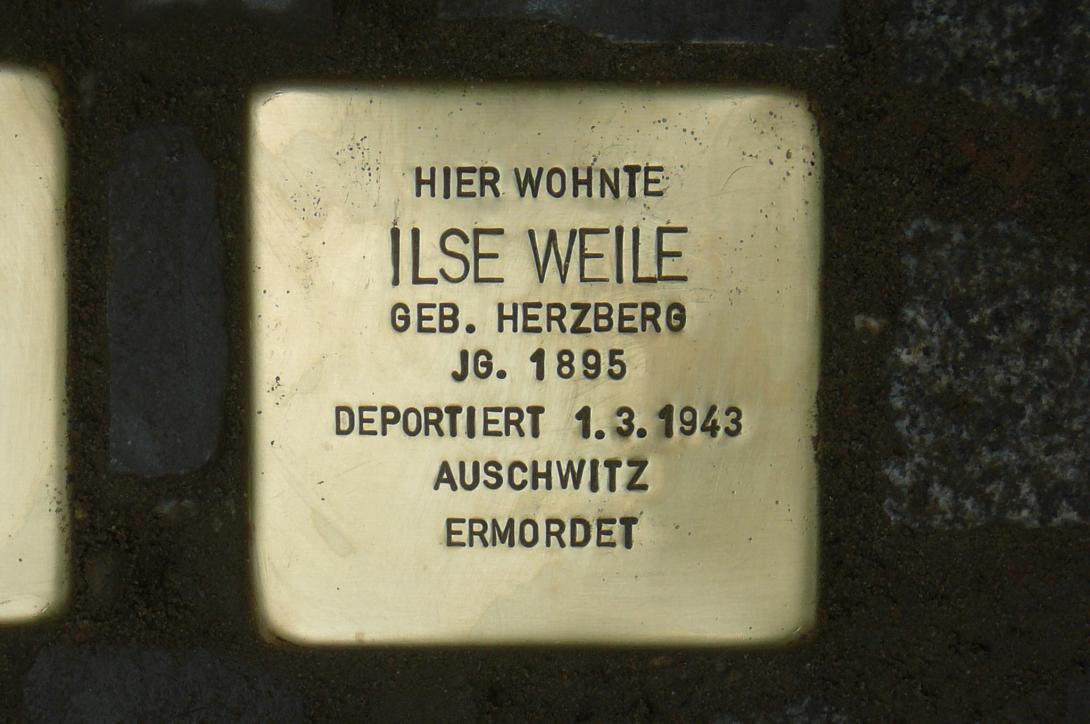 HIER WOHNTE
ILSE WEILE
GEB. HERZBERG
JG. 1895
DEPORTIERT 1.3.1943
AUSCHWITZ
ERMORDET